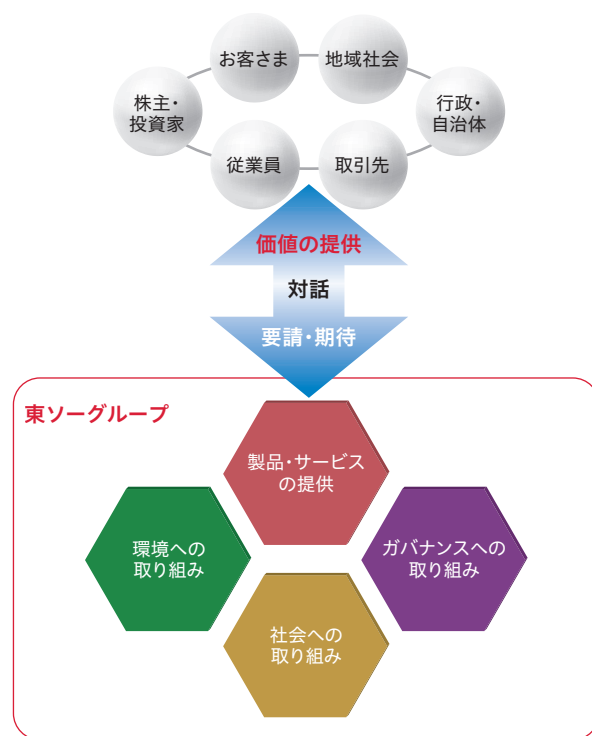 お客さま
地域社会
株主・
投資家
行政・
自治体
従業員
取引先
価値の提供
対話
要請・期待
東ソーグループ
製品・サービス
の提供
環境への
取り組み
ガバナンスへの
取り組み
社会への
取り組み